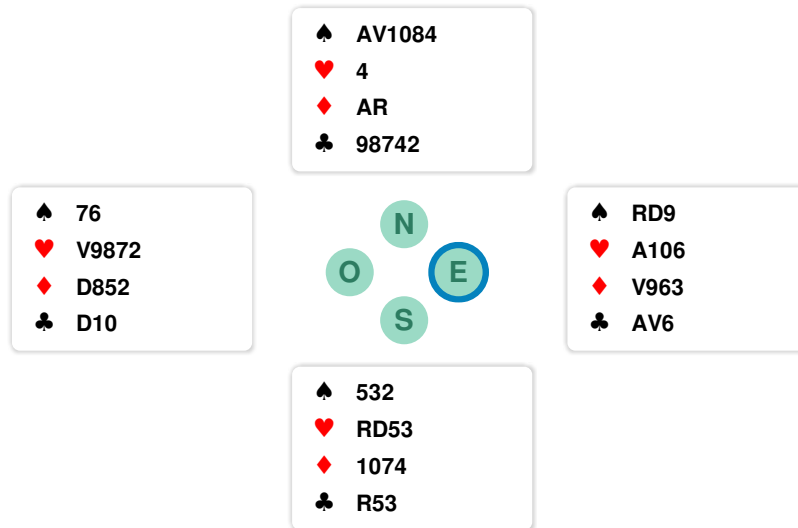 ♠ AV1084
♥ 4
♦ AR
♣ 98742
♠ 76
♥ V9872
♦ D852
♣ D10
N
O E
S
♠ RD9
♥ A106
♦ V963
♣ AV6
♠ 532
♥ RD53
♦ 1074
♣ R53